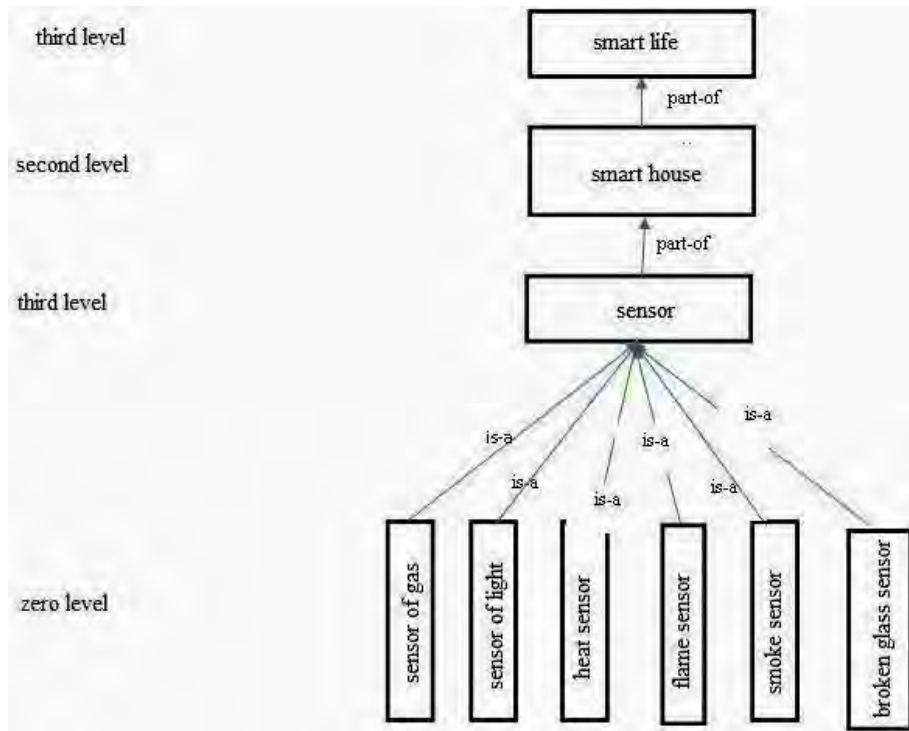 third level
smart life
part-of
second level
smart house
part-of
third level
sensor
is-a
is-a
is-a
is-a
is-a
is-a
zero level
sensor of gas
sensor of light
heat sensor
flame sensor
smoke sensor
broken glass sensor